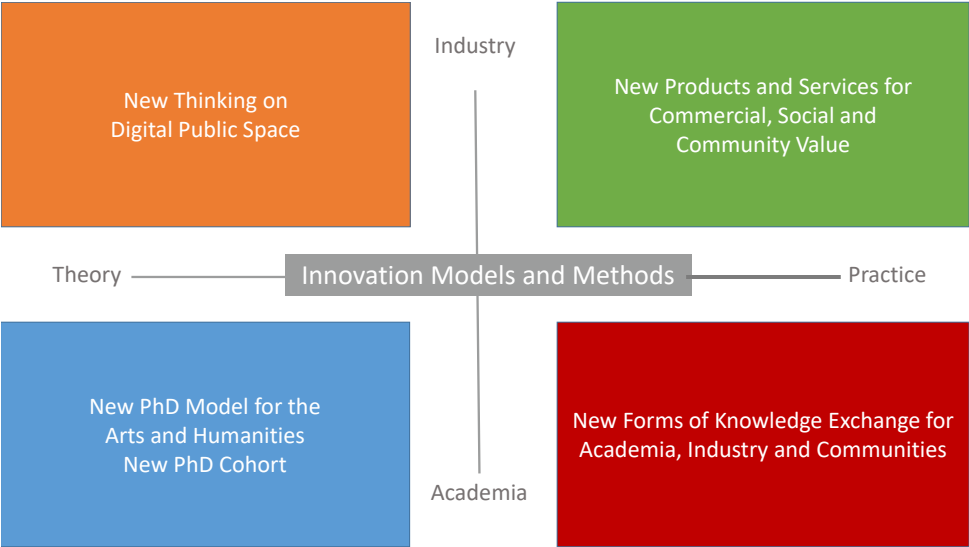 Industry
New Thinking on
Digital Public Space
New Products and Services for
Commercial, Social and
Community Value
Theory
Innovation Models and Methods
Practice
New PhD Model for the
Arts and Humanities
New PhD Cohort
New Forms of Knowledge Exchange for
Academia, Industry and Communities
Academia